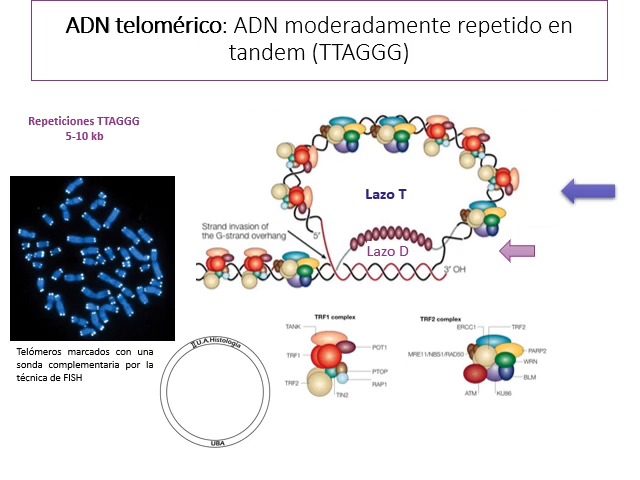 ADN telomérico: ADN moderadamente repetido en
tandem (TTAGGG)
Repeticiones TTAGGG
5-10 kb
Lazo T
Strand invasion of
the G-strand overhang
5'
Lazo D
3' OH
Telómeros marcados con una
sonda complementaria por la
técnica de FISH
II U.A.Histología
UBA
TRF1 complex
TANK
TRF1
POT1
PTOP
RAP1
TRF2
TIN2
TRF2 complex
ERCC1
TRF2
MRE11/NBS1/RAD50
PARP2
WRN
BLM
ATM
KU86